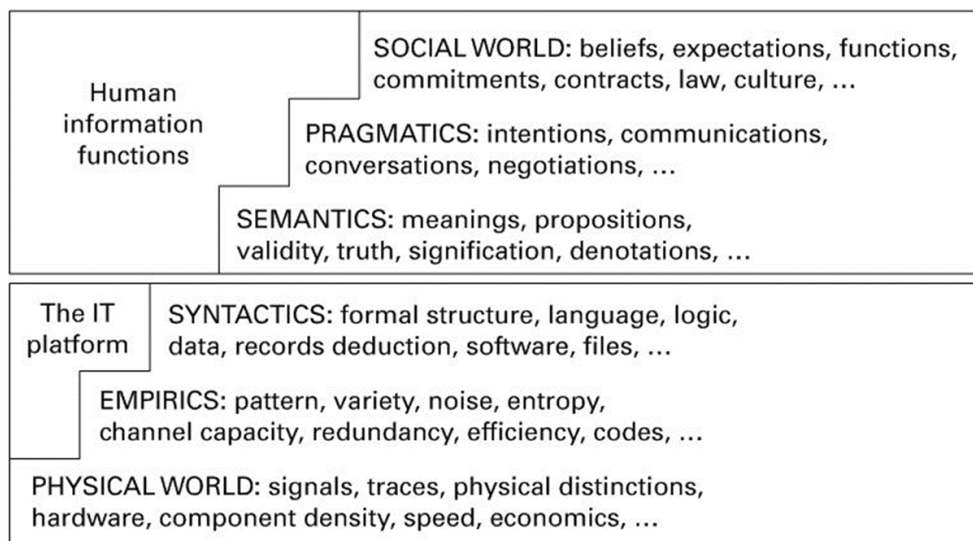 Human
information
functions
SOCIAL WORLD: beliefs, expectations, functions,
commitments, contracts, law, culture, …
PRAGMATICS: intentions, communications,
conversations, negotiations, …
SEMANTICS: meanings, propositions,
validity, truth, signification, denotations, …
The IT
platform
SYNTACTICS: formal structure, language, logic,
data, records deduction, software, files, …
EMPIRICS: pattern, variety, noise, entropy,
channel capacity, redundancy, efficiency, codes, …
PHYSICAL WORLD: signals, traces, physical distinctions,
hardware, component density, speed, economics, …